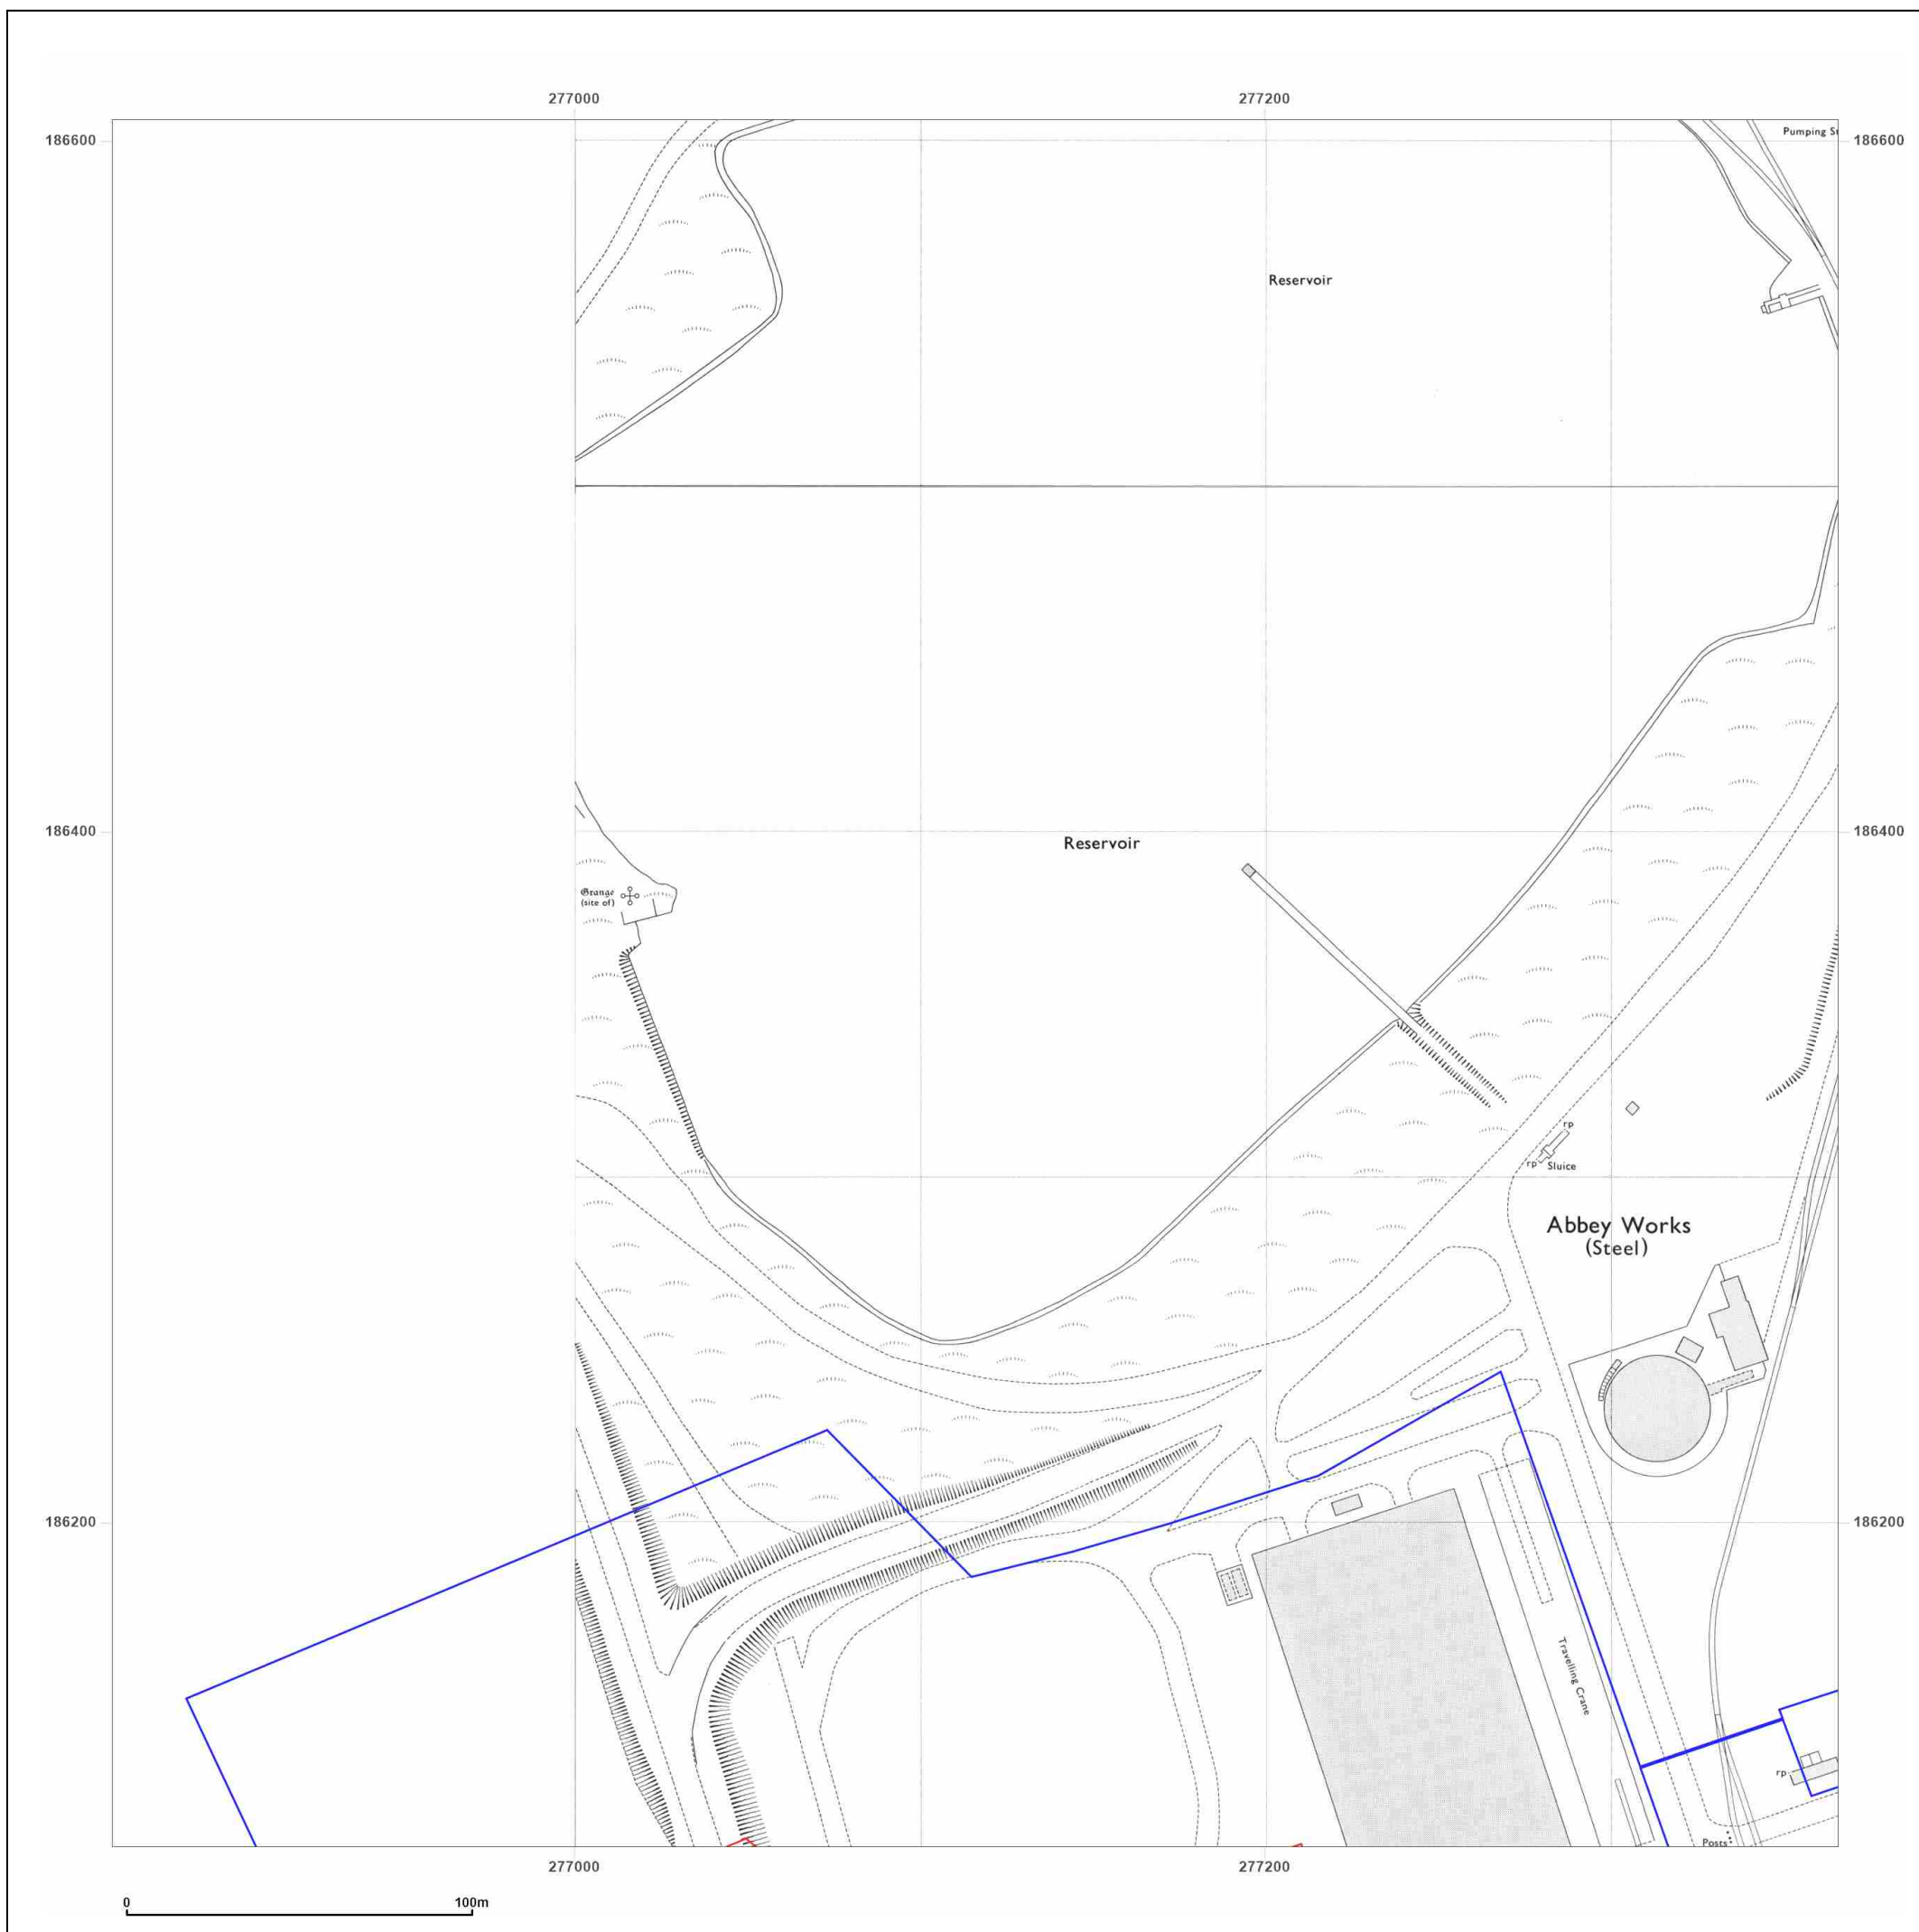 277000
277200
186600
186600
Pumping St
Reservoir
186400
186400
Reservoir
Grange
(site of)
rp
rp
Sluice
Abbey Works
(Steel)
186200
186200
Travelling Crane
rp
Posts
277000
277200
0
100m